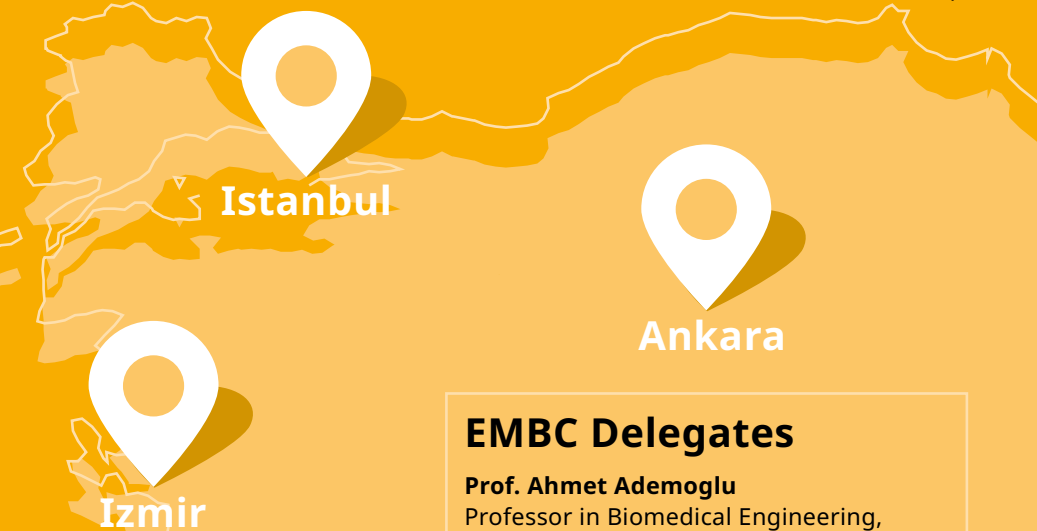 Istanbul
Ankara
Izmir
EMBC Delegates
Prof. Ahmet Ademoglu
Professor in Biomedical Engineering,